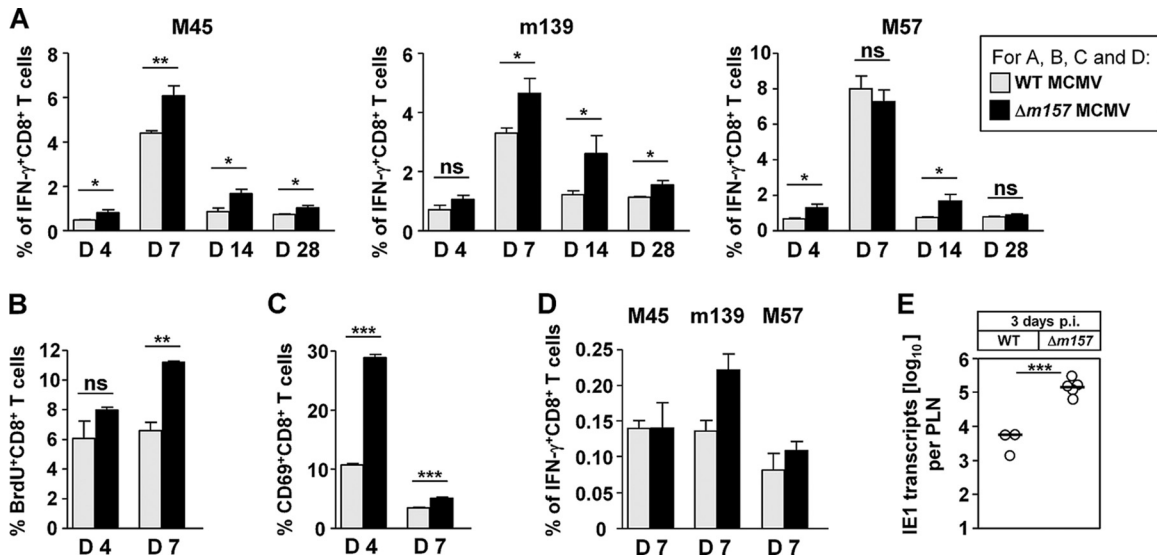 A
M45
% of IFN-γ⁺CD8⁺ T cells
8
6
4
2
0
*
**
*
*
D 4 D 7 D 14 D 28
m139
% of IFN-γ⁺CD8⁺ T cells
6
4
2
0
ns
*
*
*
D 4 D 7 D 14 D 28
M57
% of IFN-γ⁺CD8⁺ T cells
10
8
6
4
2
0
*
ns
*
ns
D 4 D 7 D 14 D 28
For A, B, C and D:
WT MCMV
Δm157 MCMV
B
% BrdU⁺CD8⁺ T cells
12
10
8
6
4
2
0
ns
**
D 4 D 7
C
% CD69⁺CD8⁺ T cells
30
20
10
0
***
***
D 4 D 7
D
M45 m139 M57
% of IFN-γ⁺CD8⁺ T cells
0.25
0.20
0.15
0.10
0.05
0
D 7 D 7 D 7
E
3 days p.i.
WT Δm157
IE1 transcripts [log₁₀]
per PLN
6
5
4
3
2
1
***